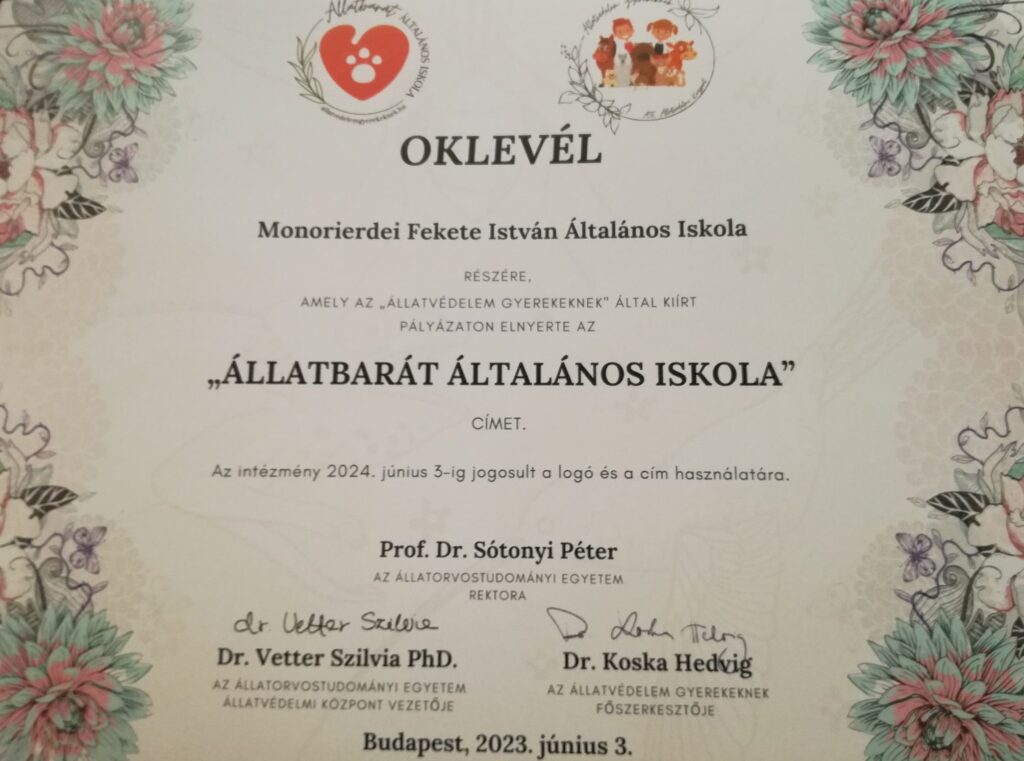 Állatbarát ÁLTALÁNOS ISKOLA
OKLEVÉL
Monorierdei Fekete István Általános Iskola
RÉSZÉRE,
AMELY AZ „ÁLLATVÉDELEM GYEREKEKNEK" ÁLTAL KIÍRT
PÁLYÁZATON ELNYERTE AZ
„ÁLLATBARÁT ÁLTALÁNOS ISKOLA”
CÍMET.
Az intézmény 2024. június 3-ig jogosult a logó és a cím használatára.
Prof. Dr. Sótonyi Péter
AZ ÁLLATORVOSTUDOMÁNYI EGYETEM
REKTORA
dr. Vetter Szilvia
Dr. Vetter Szilvia PhD.
AZ ÁLLATORVOSTUDOMÁNYI EGYETEM
ÁLLATVÉDELMI KÖZPONT VEZETŐJE
Dr. Koska Hedvig
AZ ÁLLATVÉDELEM GYEREKEKNEK
FŐSZERKESZTŐJE
Budapest, 2023. június 3.